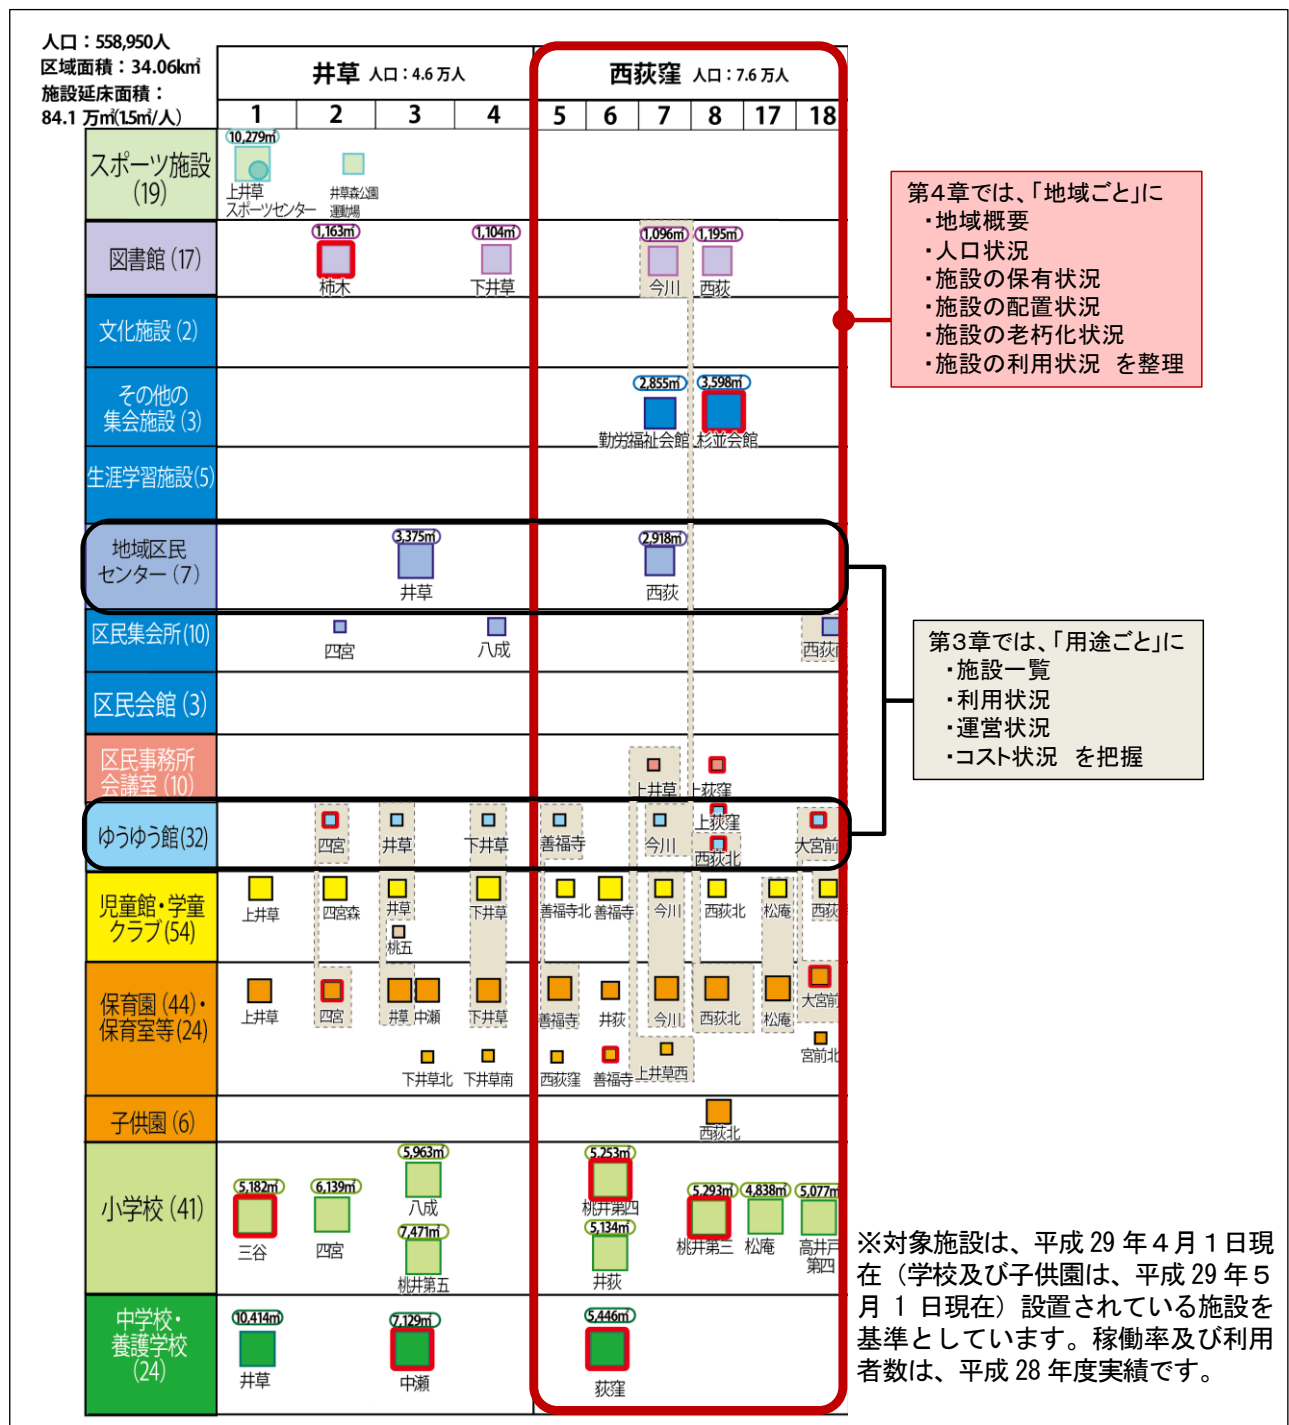 人口：558,950人
区域面積：34.06k㎡
施設延床面積：
84.1 万㎡(1.5㎡/人)
井草 人口：4.6 万人
西荻窪 人口：7.6 万人
1 2 3 4 5 6 7 8 17 18
スポーツ施設
(19)
10,279㎡
上井草
スポーツセンター
井草森公園
運動場
図書館 (17)
1,163㎡ 1,104㎡ 1,096㎡ 1,195㎡
柿木 下井草 今川 西荻
文化施設 (2)
その他の
集会施設 (3)
2,855㎡ 3,598㎡
勤労福祉会館 杉並会館
生涯学習施設(5)
地域区民
センター (7)
3,375㎡ 2,918㎡
井草 西荻
区民集会所(10)
四宮 八成 西荻南
区民会館 (3)
区民事務所
会議室 (10)
上井草 上荻窪
ゆうゆう館(32)
四宮 井草 下井草 善福寺 今川 上荻窪 大宮前
西荻北
児童館・学童
クラブ(54)
上井草 四宮森 井草 下井草 善福寺北 善福寺 今川 西荻北 松庵 西荻
桃五
保育園 (44)・
保育室等(24)
上井草 四宮 井草 中瀬 下井草 善福寺 井荻 今川 西荻北 松庵 大宮前
下井草北 下井草南 西荻窪 善福寺 上井草西 宮前北
子供園 (6)
西荻北
小学校 (41)
5,182㎡ 6,139㎡ 5,963㎡ 5,253㎡ 5,293㎡ 4,838㎡ 5,077㎡
三谷 四宮 八成 桃井第四 桃井第三 松庵 高井戸
第四
7,471㎡ 5,134㎡
桃井第五 井荻
中学校・
養護学校
(24)
10,414㎡ 7,129㎡ 5,446㎡
井草 中瀬 荻窪
第４章では、「地域ごと」に
・地域概要
・人口状況
・施設の保有状況
・施設の配置状況
・施設の老朽化状況
・施設の利用状況 を整理
第３章では、「用途ごと」に
・施設一覧
・利用状況
・運営状況
・コスト状況 を把握
※対象施設は、平成 29 年４月１日現
在（学校及び子供園は、平成 29 年５
月 1 日現在）設置されている施設を
基準としています。稼働率及び利用
者数は、平成 28 年度実績です。